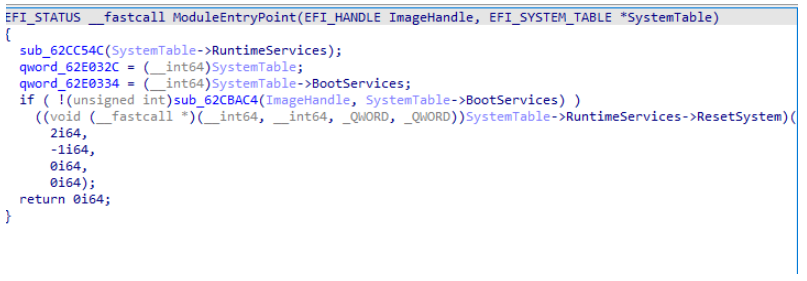 EFI_STATUS __fastcall ModuleEntryPoint(EFI_HANDLE ImageHandle, EFI_SYSTEM_TABLE *SystemTable)
{
  sub_62CC54C(SystemTable->RuntimeServices);
  qword_62E032C = (__int64)SystemTable;
  qword_62E0334 = (__int64)SystemTable->BootServices;
  if ( !(unsigned int)sub_62CBAC4(ImageHandle, SystemTable->BootServices) )
    ((void (__fastcall *)(__int64, __int64, _QWORD, _QWORD))SystemTable->RuntimeServices->ResetSystem)(
      2i64,
      -1i64,
      0i64,
      0i64);
  return 0i64;
}